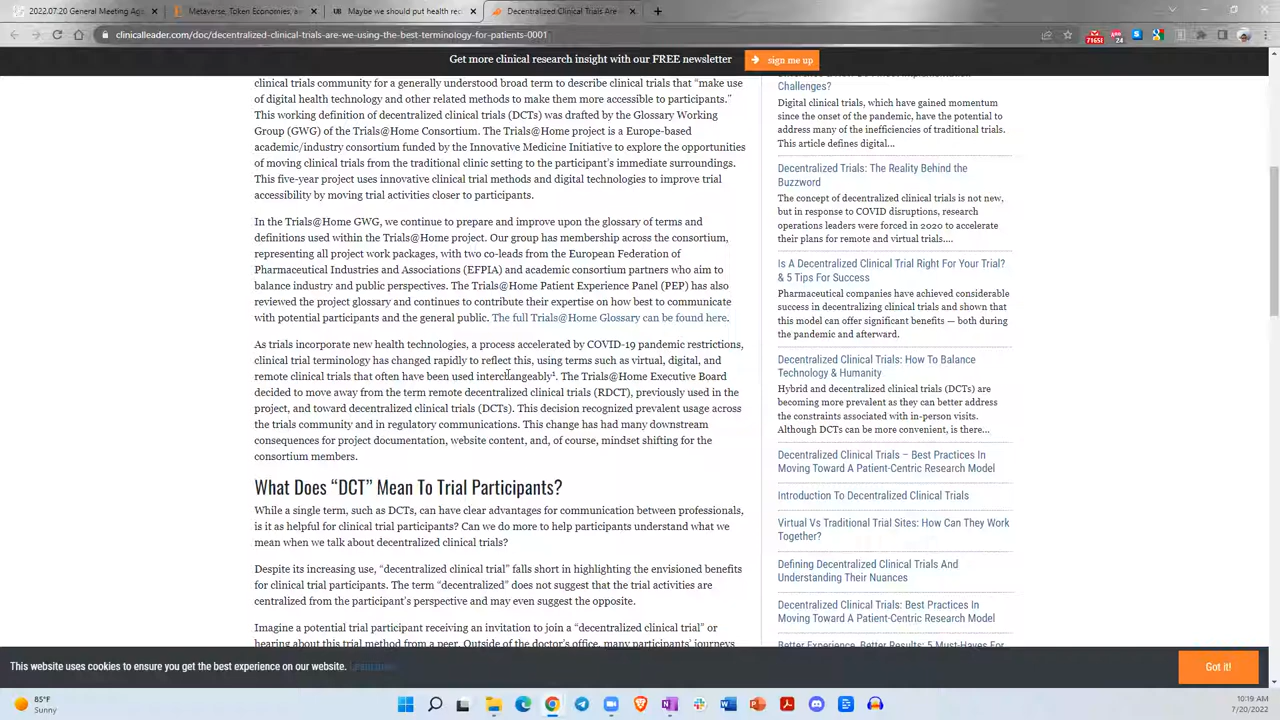 2022.07.20 General Meeting Age
Metaverse, Token Economies, a
Maybe we should put health re
Decentralized Clinical Trials Are
clinicalleader.com/doc/decentralized-clinical-trials-are-we-using-the-best-terminology-for-patients-0001
Get more clinical research insight with our FREE newsletter
sign me up
clinical trials community for a generally understood broad term to describe clinical trials that “make use
of digital health technology and other related methods to make them more accessible to participants.”
This working definition of decentralized clinical trials (DCTs) was drafted by the Glossary Working
Group (GWG) of the Trials@Home Consortium. The Trials@Home project is a Europe-based
academic/industry consortium funded by the Innovative Medicine Initiative to explore the opportunities
of moving clinical trials from the traditional clinic setting to the participant’s immediate surroundings.
This five-year project uses innovative clinical trial methods and digital technologies to improve trial
accessibility by moving trial activities closer to participants.
In the Trials@Home GWG, we continue to prepare and improve upon the glossary of terms and
definitions used within the Trials@Home project. Our group has membership across the consortium,
representing all project work packages, with two co-leads from the European Federation of
Pharmaceutical Industries and Associations (EFPIA) and academic consortium partners who aim to
balance industry and public perspectives. The Trials@Home Patient Experience Panel (PEP) has also
reviewed the project glossary and continues to contribute their expertise on how best to communicate
with potential participants and the general public. The full Trials@Home Glossary can be found here.
As trials incorporate new health technologies, a process accelerated by COVID-19 pandemic restrictions,
clinical trial terminology has changed rapidly to reflect this, using terms such as virtual, digital, and
remote clinical trials that often have been used interchangeably¹. The Trials@Home Executive Board
decided to move away from the term remote decentralized clinical trials (RDCT), previously used in the
project, and toward decentralized clinical trials (DCTs). This decision recognized prevalent usage across
the trials community and in regulatory communications. This change has had many downstream
consequences for project documentation, website content, and, of course, mindset shifting for the
consortium members.
What Does “DCT” Mean To Trial Participants?
While a single term, such as DCTs, can have clear advantages for communication between professionals,
is it as helpful for clinical trial participants? Can we do more to help participants understand what we
mean when we talk about decentralized clinical trials?
Despite its increasing use, “decentralized clinical trial” falls short in highlighting the envisioned benefits
for clinical trial participants. The term “decentralized” does not suggest that the trial activities are
centralized from the participant’s perspective and may even suggest the opposite.
Imagine a potential trial participant receiving an invitation to join a “decentralized clinical trial” or
hearing about this trial method from a peer. Outside of the doctor’s office, many participants’ journeys
Challenges?
Digital clinical trials, which have gained momentum
since the onset of the pandemic, have the potential to
address many of the inefficiencies of traditional trials.
This article defines digital...
Decentralized Trials: The Reality Behind the
Buzzword
The concept of decentralized clinical trials is not new,
but in response to COVID disruptions, research
operations leaders were forced in 2020 to accelerate
their plans for remote and virtual trials....
Is A Decentralized Clinical Trial Right For Your Trial?
& 5 Tips For Success
Pharmaceutical companies have achieved considerable
success in decentralizing clinical trials and shown that
this model can offer significant benefits — both during
the pandemic and afterward.
Decentralized Clinical Trials: How To Balance
Technology & Humanity
Hybrid and decentralized clinical trials (DCTs) are
becoming more prevalent as they can better address
the constraints associated with in-person visits.
Although DCTs can be more convenient, is there...
Decentralized Clinical Trials – Best Practices In
Moving Toward A Patient-Centric Research Model
Introduction To Decentralized Clinical Trials
Virtual Vs Traditional Trial Sites: How Can They Work
Together?
Defining Decentralized Clinical Trials And
Understanding Their Nuances
Decentralized Clinical Trials: Best Practices In
Moving Toward A Patient-Centric Research Model
Better Experience, Better Results: 5 Must-Haves For
This website uses cookies to ensure you get the best experience on our website.
Got it!
85°F
Sunny
10:19 AM
7/20/2022